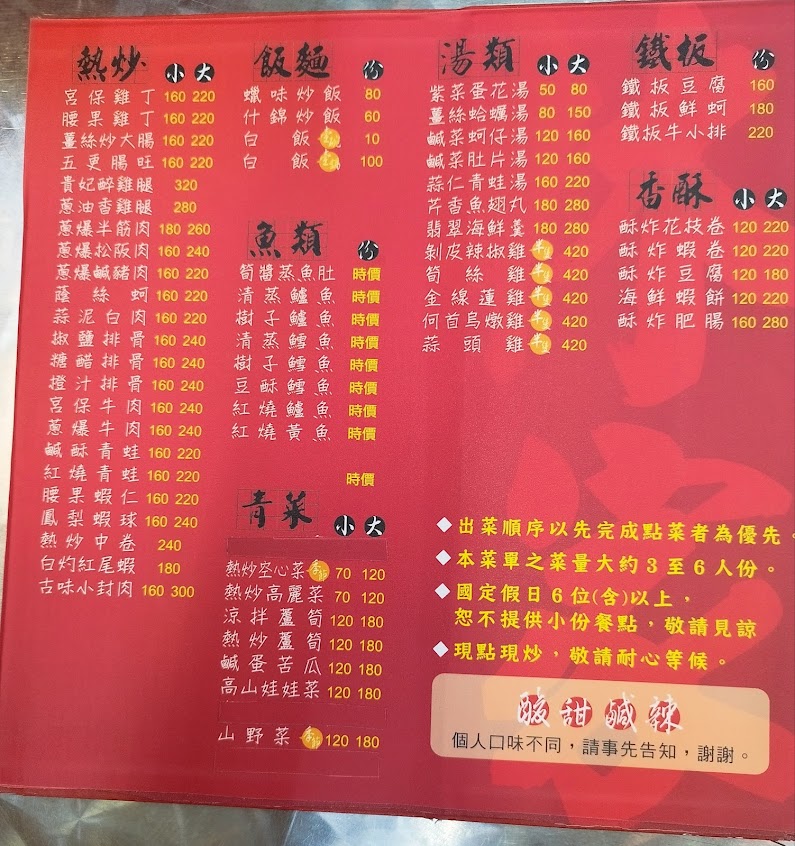 熱炒 小 大
宮保雞丁 160 220
腰果雞丁 160 220
薑絲炒大腸 160 220
五更腸旺 160 220
貴妃醉雞腿 320
蔥油香雞腿 280
蔥爆牛筋肉 180 260
蔥爆松阪肉 160 240
蔥爆鹹豬肉 160 220
蔭絲蚵 160 220
蒜泥白肉 160 220
椒鹽排骨 160 240
糖醋排骨 160 240
橙汁排骨 160 240
宮保牛肉 160 240
蔥爆牛肉 160 240
鹹酥青蛙 160 220
紅燒青蛙 160 220
腰果蝦仁 160 220
鳳梨蝦球 160 240
熱炒中卷 240
白灼紅尾蝦 180
古味小封肉 160 300
飯麵 份
蠟味炒飯 80
什錦炒飯 60
白飯 10
白飯 100
魚類 份
筍醬蒸魚肚 時價
清蒸鱸魚 時價
樹子鱸魚 時價
清蒸鱈魚 時價
樹子鱈魚 時價
豆酥鱈魚 時價
紅燒鱸魚 時價
紅燒黃魚 時價
時價
青菜 小 大
熱炒空心菜 季節 70 120
熱炒高麗菜 70 120
涼拌蘆筍 120 180
熱炒蘆筍 120 180
鹹蛋苦瓜 120 180
高山娃娃菜 120 180
山野菜 季節 120 180
湯類 小 大
紫菜蛋花湯 50 80
薑絲蛤蠣湯 80 150
鹹菜蚵仔湯 120 160
鹹菜肚片湯 120 160
蒜仁青蛙湯 160 220
芹香魚翅丸 180 280
翡翠海鮮羹 180 280
剝皮辣椒雞 半隻 420
筍絲雞 半隻 420
金線蓮雞 半隻 420
何首烏燉雞 半隻 420
蒜頭雞 半隻 420
鐵板 份
鐵板豆腐 160
鐵板鮮蚵 180
鐵板牛小排 220
香酥 小 大
酥炸花枝卷 120 220
酥炸蝦卷 120 220
酥炸豆腐 120 180
海鮮蝦餅 120 220
酥炸肥腸 160 280
◆出菜順序以先完成點菜者為優先。
◆本菜單之菜量大約3至6人份。
◆國定假日6位(含)以上，
恕不提供小份餐點，敬請見諒
◆現點現炒，敬請耐心等候。
酸甜鹹辣
個人口味不同，請事先告知，謝謝。